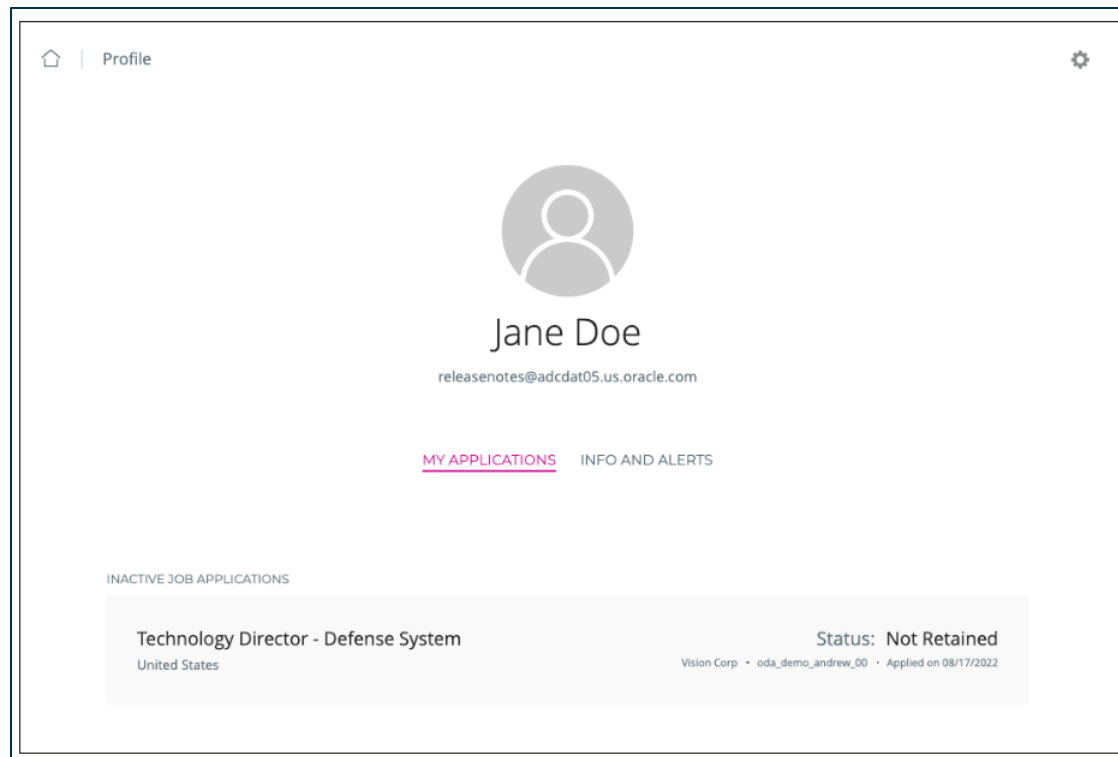 Profile
Jane Doe
releasenotes@adcdat05.us.oracle.com
MY APPLICATIONS INFO AND ALERTS
INACTIVE JOB APPLICATIONS
Technology Director - Defense System
United States
Status: Not Retained
Vision Corp • oda_demo_andrew_00 • Applied on 08/17/2022